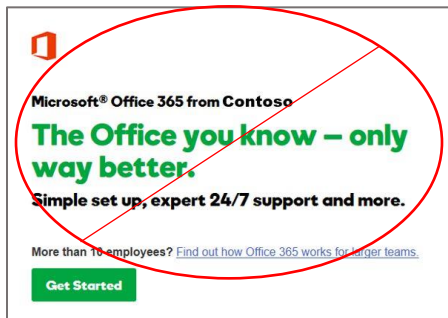 Microsoft® Office 365 from Contoso
The Office you know – only
way better.
Simple set up, expert 24/7 support and more.
More than 10 employees? Find out how Office 365 works for larger teams.
Get Started